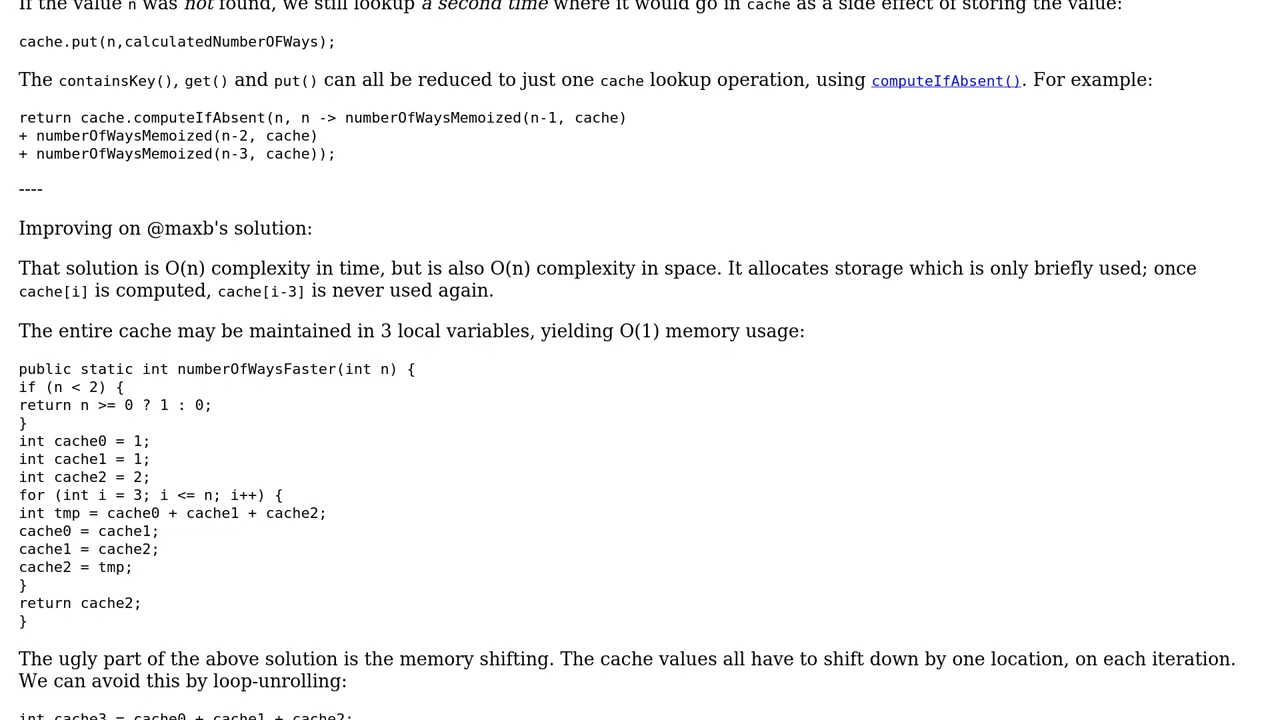 If the value n was not found, we still lookup a second time where it would go in cache as a side effect of storing the value:
cache.put(n,calculatedNumberOFWays);
The containsKey(), get() and put() can all be reduced to just one cache lookup operation, using computeIfAbsent(). For example:
return cache.computeIfAbsent(n, n -> numberOfWaysMemoized(n-1, cache)
+ numberOfWaysMemoized(n-2, cache)
+ numberOfWaysMemoized(n-3, cache));
----
Improving on @maxb's solution:
That solution is O(n) complexity in time, but is also O(n) complexity in space. It allocates storage which is only briefly used; once
cache[i] is computed, cache[i-3] is never used again.
The entire cache may be maintained in 3 local variables, yielding O(1) memory usage:
public static int numberOfWaysFaster(int n) {
if (n < 2) {
return n >= 0 ? 1 : 0;
}
int cache0 = 1;
int cache1 = 1;
int cache2 = 2;
for (int i = 3; i <= n; i++) {
int tmp = cache0 + cache1 + cache2;
cache0 = cache1;
cache1 = cache2;
cache2 = tmp;
}
return cache2;
}
The ugly part of the above solution is the memory shifting. The cache values all have to shift down by one location, on each iteration.
We can avoid this by loop-unrolling:
int cache3 = cache0 + cache1 + cache2;